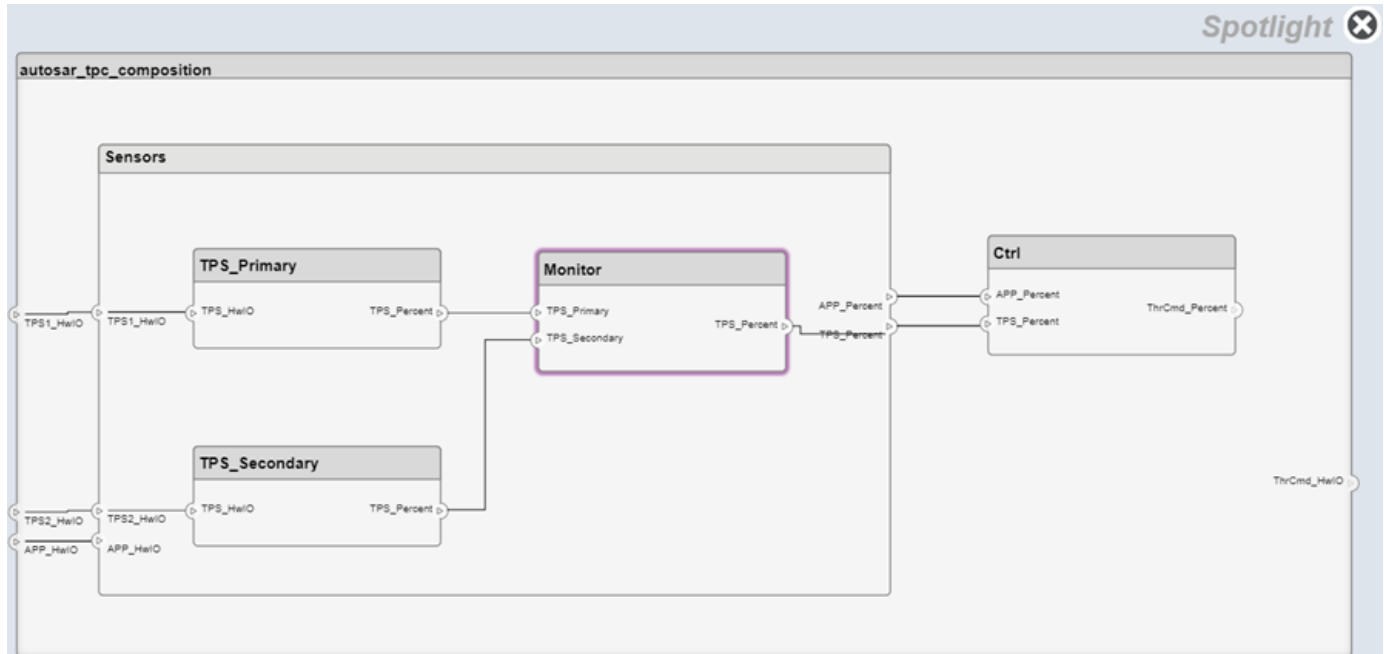 Spotlight
autosar_tpc_composition
Sensors
TPS_Primary
TPS_HwIO
TPS_Percent
Monitor
TPS_Primary
TPS_Secondary
TPS_Percent
Ctrl
APP_Percent
TPS_Percent
ThrCmd_Percent
APP_Percent
TPS_Percent
TPS1_HwIO
TPS1_HwIO
TPS_Secondary
TPS_HwIO
TPS_Percent
TPS2_HwIO
TPS2_HwIO
APP_HwIO
APP_HwIO
ThrCmd_HwIO